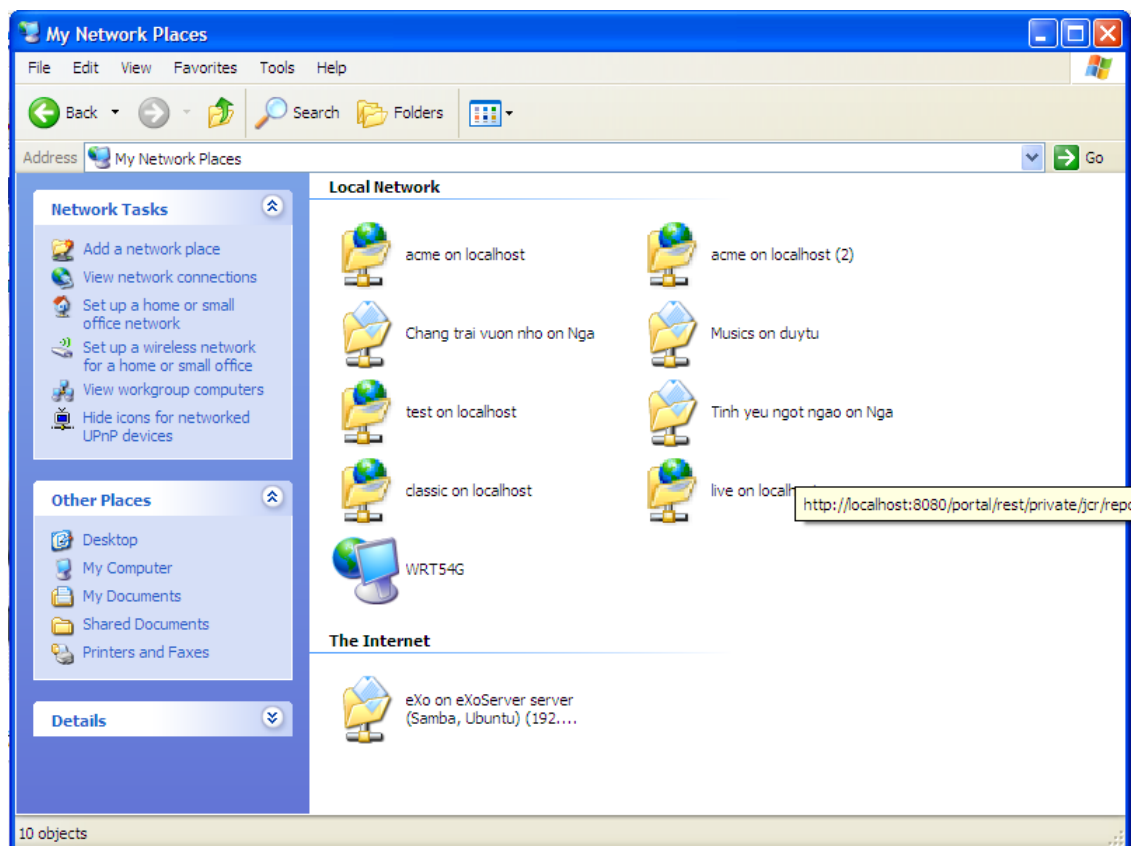 My Network Places
File Edit View Favorites Tools Help
Back Search Folders
Address My Network Places Go
Network Tasks
Add a network place
View network connections
Set up a home or small
office network
Set up a wireless network
for a home or small office
View workgroup computers
Hide icons for networked
UPnP devices
Other Places
Desktop
My Computer
My Documents
Shared Documents
Printers and Faxes
Details
Local Network
acme on localhost
acme on localhost (2)
Chang trai vuon nho on Nga
Musics on duytu
test on localhost
Tinh yeu ngot ngao on Nga
classic on localhost
live on localh
http://localhost:8080/portal/rest/private/jcr/repo
WRT54G
The Internet
eXo on eXoServer server
(Samba, Ubuntu) (192....
10 objects